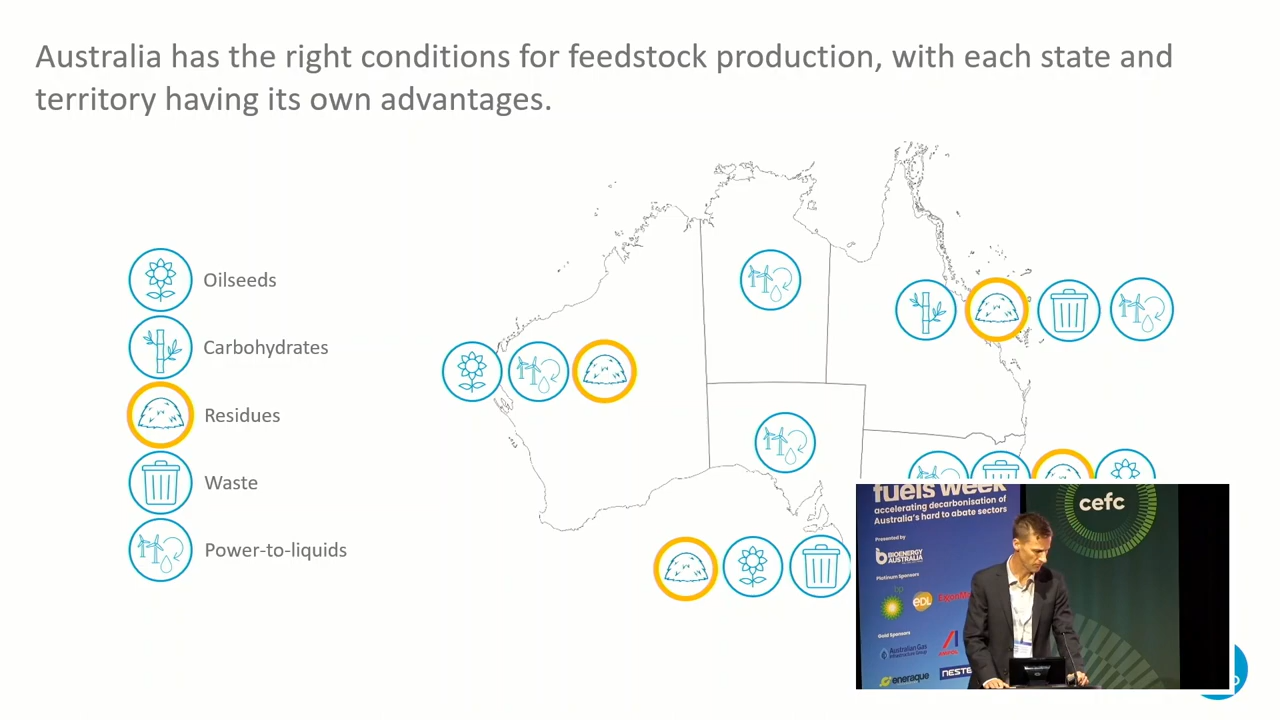 Australia has the right conditions for feedstock production, with each state and
territory having its own advantages.
Oilseeds
Carbohydrates
Residues
Waste
Power-to-liquids
fuels week
accelerating decarbonisation of
Australia's hard to abate sectors
Presented by
BIOENERGY
AUSTRALIA
Platinum Sponsors
bp
EDL
Gold Sponsors
Australian Gas
Infrastructure Group
AMPOL
eneraque
NESTE
cefc